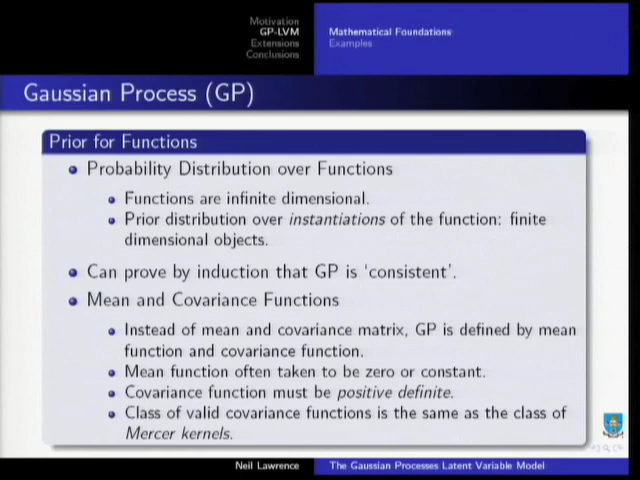 Motivation
GP-LVM
Extensions
Conclusions
Mathematical Foundations
Examples
Gaussian Process (GP)
Prior for Functions
Probability Distribution over Functions
Functions are infinite dimensional.
Prior distribution over instantiations of the function: finite
dimensional objects.
Can prove by induction that GP is ‘consistent’.
Mean and Covariance Functions
Instead of mean and covariance matrix, GP is defined by mean
function and covariance function.
Mean function often taken to be zero or constant.
Covariance function must be positive definite.
Class of valid covariance functions is the same as the class of
Mercer kernels.
Neil Lawrence
The Gaussian Processes Latent Variable Model